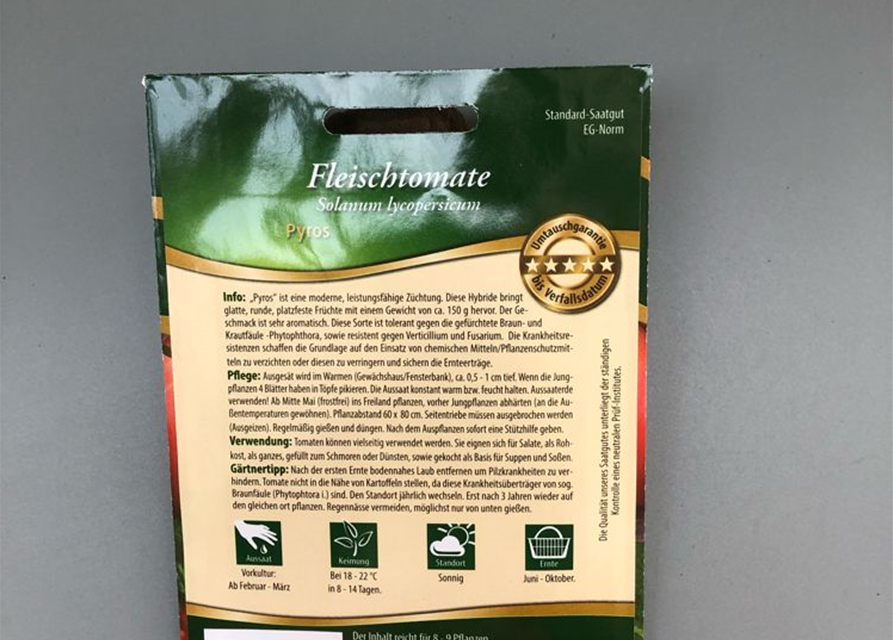 Standard-Saatgut
EG-Norm
Fleischtomate
Solanum lycopersicum
Pyros
Umtauschgarantie
bis Verfallsdatum
Info: „Pyros" ist eine moderne, leistungsfähige Züchtung. Diese Hybride bringt
glatte, runde, platzfeste Früchte mit einem Gewicht von ca. 150 g hervor. Der Ge-
schmack ist sehr aromatisch. Diese Sorte ist tolerant gegen die gefürchtete Braun- und
Krautfäule -Phytophthora, sowie resistent gegen Verticillium und Fusarium. Die Krankheitsre-
sistenzen schaffen die Grundlage auf den Einsatz von chemischen Mitteln/Pflanzenschutzmit-
teln zu verzichten oder diesen zu verringern und sichern die Ernteerträge.
Pflege: Ausgesät wird im Warmen (Gewächshaus/Fensterbank), ca. 0,5 - 1 cm tief. Wenn die Jung-
pflanzen 4 Blätter haben in Töpfe pikieren. Die Aussaat konstant warm bzw. feucht halten. Aussaaterde
verwenden! Ab Mitte Mai (frostfrei) ins Freiland pflanzen, vorher Jungpflanzen abhärten (an die Au-
ßentemperaturen gewöhnen). Pflanzabstand 60 x 80 cm. Seitentriebe müssen ausgebrochen werden
(Ausgeizen). Regelmäßig gießen und düngen. Nach dem Auspflanzen sofort eine Stützhilfe geben.
Verwendung: Tomaten können vielseitig verwendet werden. Sie eignen sich für Salate, als Roh-
kost, als ganzes, gefüllt zum Schmoren oder Dünsten, sowie gekocht als Basis für Suppen und Soßen.
Gärtnertipp: Nach der ersten Ernte bodennahes Laub entfernen um Pilzkrankheiten zu ver-
hindern. Tomate nicht in die Nähe von Kartoffeln stellen, da diese Krankheitsüberträger von sog.
Braunfäule (Phytophtora i.) sind. Den Standort jährlich wechseln. Erst nach 3 Jahren wieder auf
den gleichen ort pflanzen. Regennässe vermeiden, möglichst nur von unten gießen.
Die Qualität unseres Saatgutes unterliegt der ständigen
Kontrolle eines neutralen Prüf-Institutes.
Aussaat
Vorkultur:
Ab Februar - März
Keimung
Bei 18 - 22 °C
in 8 - 14 Tagen.
Standort
Sonnig
Ernte
Juni - Oktober.
Der Inhalt reicht für 8 - 9 Pflanzen